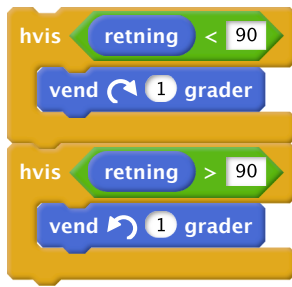 hvis retning < 90
vend 1 grader
hvis retning > 90
vend 1 grader